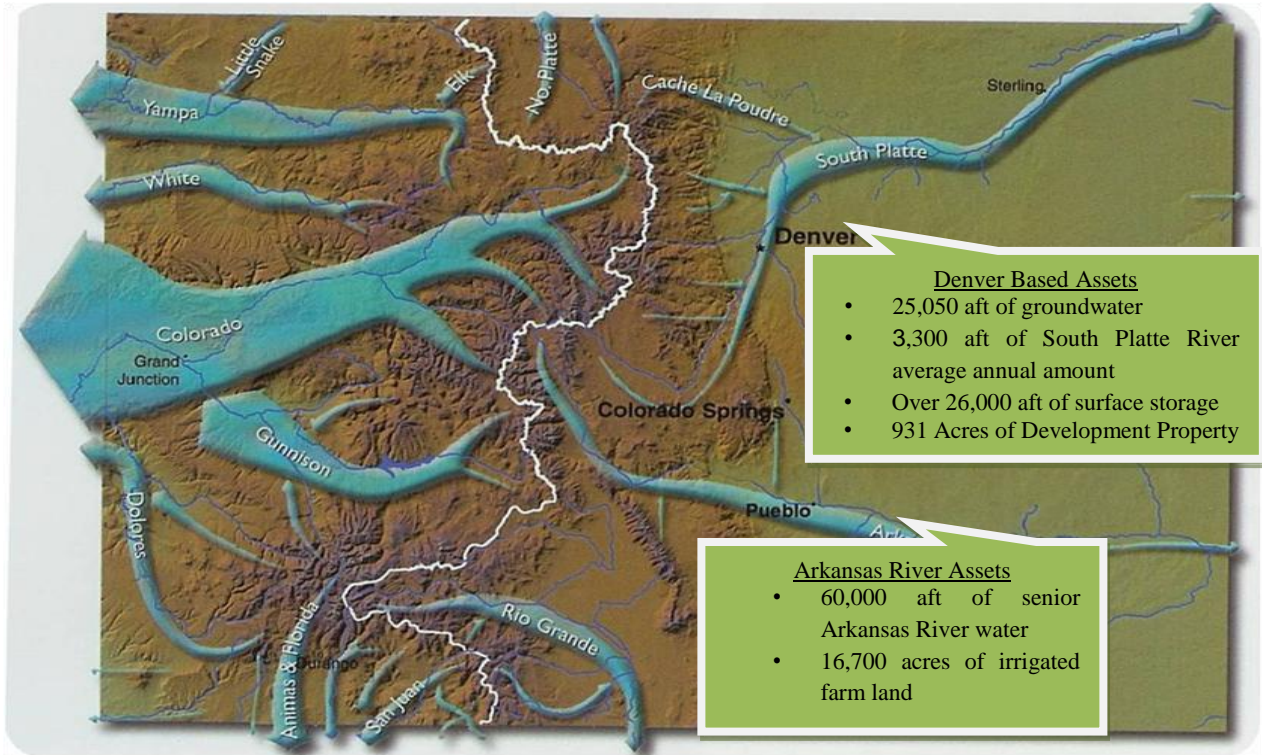 Little
Snake
Elk
No. Platte
Yampa
Cache La Poudre
Sterling
South Platte
White
Denver
Denver Based Assets
• 25,050 aft of groundwater
• 3,300 aft of South Platte River
average annual amount
• Over 26,000 aft of surface storage
• 931 Acres of Development Property
Colorado
Grand
Junction
Colorado Springs
Gunnison
Dolores
Pueblo
Ark
Arkansas River Assets
• 60,000 aft of senior
Arkansas River water
• 16,700 acres of irrigated
farm land
Rio Grande
Animas & Florida
Durango
San Juan